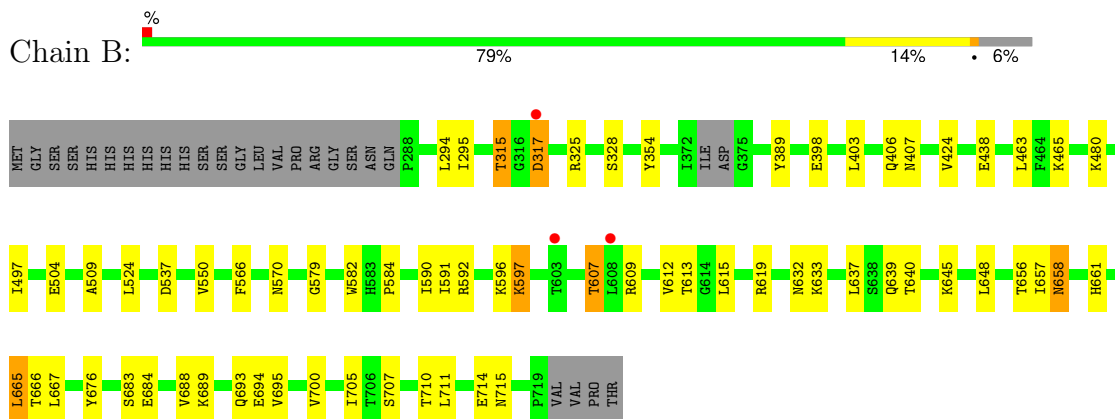 %
Chain B:
79% 14% • 6%
MET GLY SER SER HIS HIS HIS HIS HIS HIS SER SER GLY LEU VAL PRO ARG GLY SER ASN GLN P288 L294 I295 T315 G316 D317 R325 S328 Y354 I372 ILE ASP G375 Y389 E398 L403 Q406 N407 V424 E438 L463 F464 K465 K480
I497 E504 A509 L524 D537 V550 F566 N570 G579 W582 H583 P584 I590 I591 R592 K596 K597 T603 T607 L608 R609 V612 T613 G614 L615 R619 N632 K633 L637 S638 Q639 T640 K645 L648 T656 I657 N658 H661
L665 T666 L667 Y676 S683 E684 V688 K689 Q693 E694 V695 V700 I705 T706 S707 T710 L711 E714 N715 P719 VAL VAL PRO THR